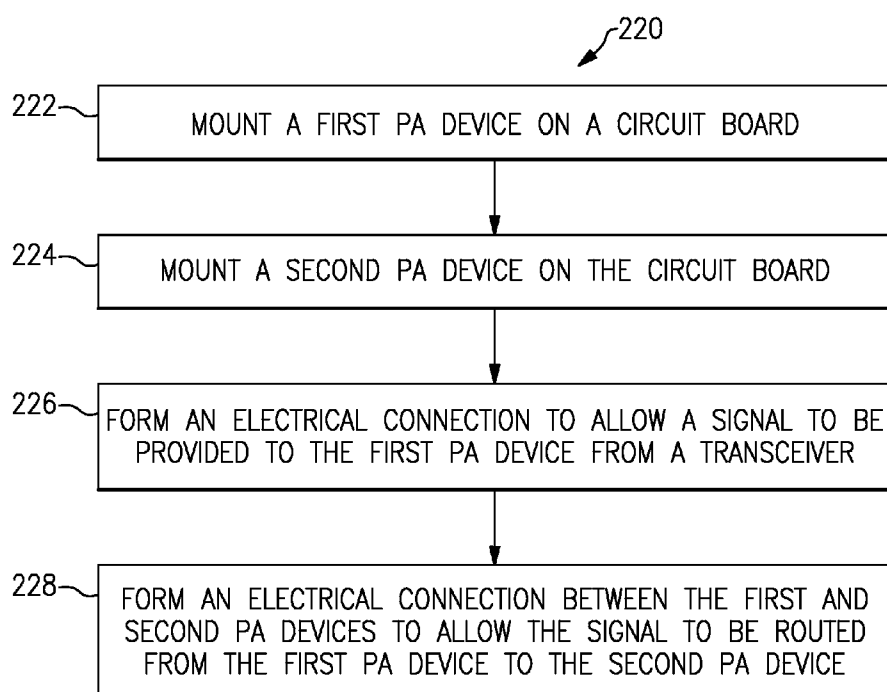 220
222
MOUNT A FIRST PA DEVICE ON A CIRCUIT BOARD
224
MOUNT A SECOND PA DEVICE ON THE CIRCUIT BOARD
226
FORM AN ELECTRICAL CONNECTION TO ALLOW A SIGNAL TO BE
PROVIDED TO THE FIRST PA DEVICE FROM A TRANSCEIVER
228
FORM AN ELECTRICAL CONNECTION BETWEEN THE FIRST AND
SECOND PA DEVICES TO ALLOW THE SIGNAL TO BE ROUTED
FROM THE FIRST PA DEVICE TO THE SECOND PA DEVICE